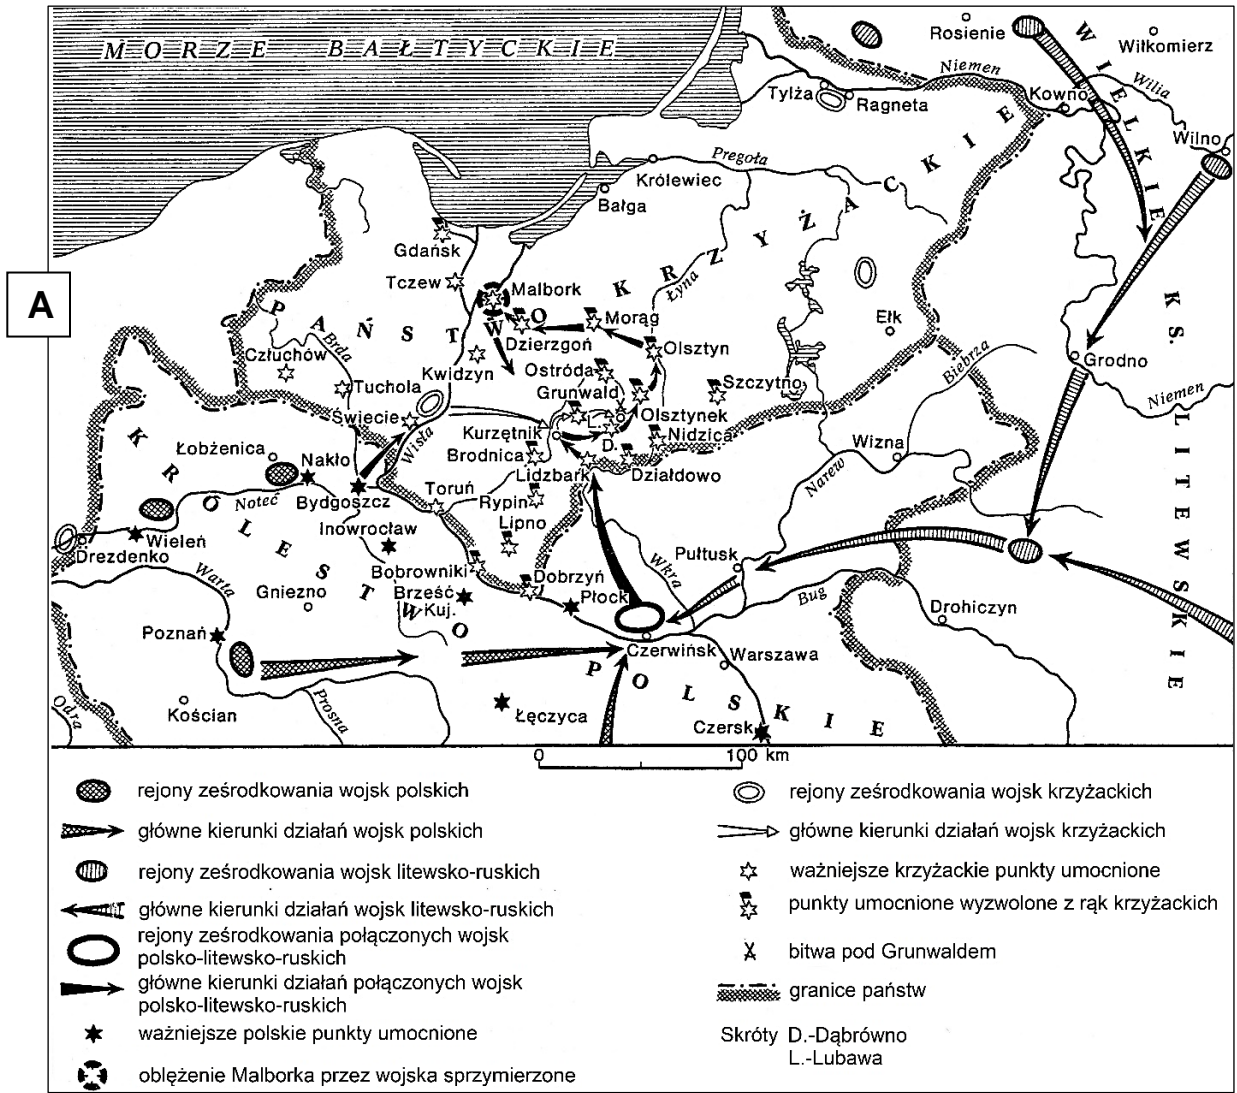 MORZE BAŁTYCKIE
Rosienie
Wiłkomierz
WIELKIE KS. LITEWSKIE
Niemen
Wilia
Tylża
Ragneta
Kowno
Wilno
Pregoła
Królewiec
Bałga
PAŃSTWO KRZYŻACKIE
Gdańsk
Tczew
Malbork
Łyna
A
Morąg
Dzierzgoń
Ełk
Człuchów
Brda
Olsztyn
Biebrza
Grodno
Kwidzyn
Ostróda
Tuchola
Grunwald
Szczytno
Niemen
Świecie
L.
Olsztynek
Wisła
Kurzętnik
D.
Nidzica
KRÓLESTWO POLSKIE
Łobżenica
Brodnica
Wizna
Nakło
Lidzbark
Działdowo
Narew
Noteć
Bydgoszcz
Toruń
Rypin
Inowrocław
Lipno
Wieleń
Drezdenko
Pułtusk
Wkra
Warta
Bobrowniki
Dobrzyń
Gniezno
Brześć
Kuj.
Płock
Bug
Drohiczyn
Poznań
Czerwińsk
Warszawa
Odra
Kościan
Prosna
Łęczyca
Czersk
0
100 km
rejony ześrodkowania wojsk polskich
główne kierunki działań wojsk polskich
rejony ześrodkowania wojsk litewsko-ruskich
główne kierunki działań wojsk litewsko-ruskich
rejony ześrodkowania połączonych wojsk
polsko-litewsko-ruskich
główne kierunki działań połączonych wojsk
polsko-litewsko-ruskich
ważniejsze polskie punkty umocnione
oblężenie Malborka przez wojska sprzymierzone
rejony ześrodkowania wojsk krzyżackich
główne kierunki działań wojsk krzyżackich
ważniejsze krzyżackie punkty umocnione
punkty umocnione wyzwolone z rąk krzyżackich
bitwa pod Grunwaldem
granice państw
Skróty D.-Dąbrówno
L.-Lubawa